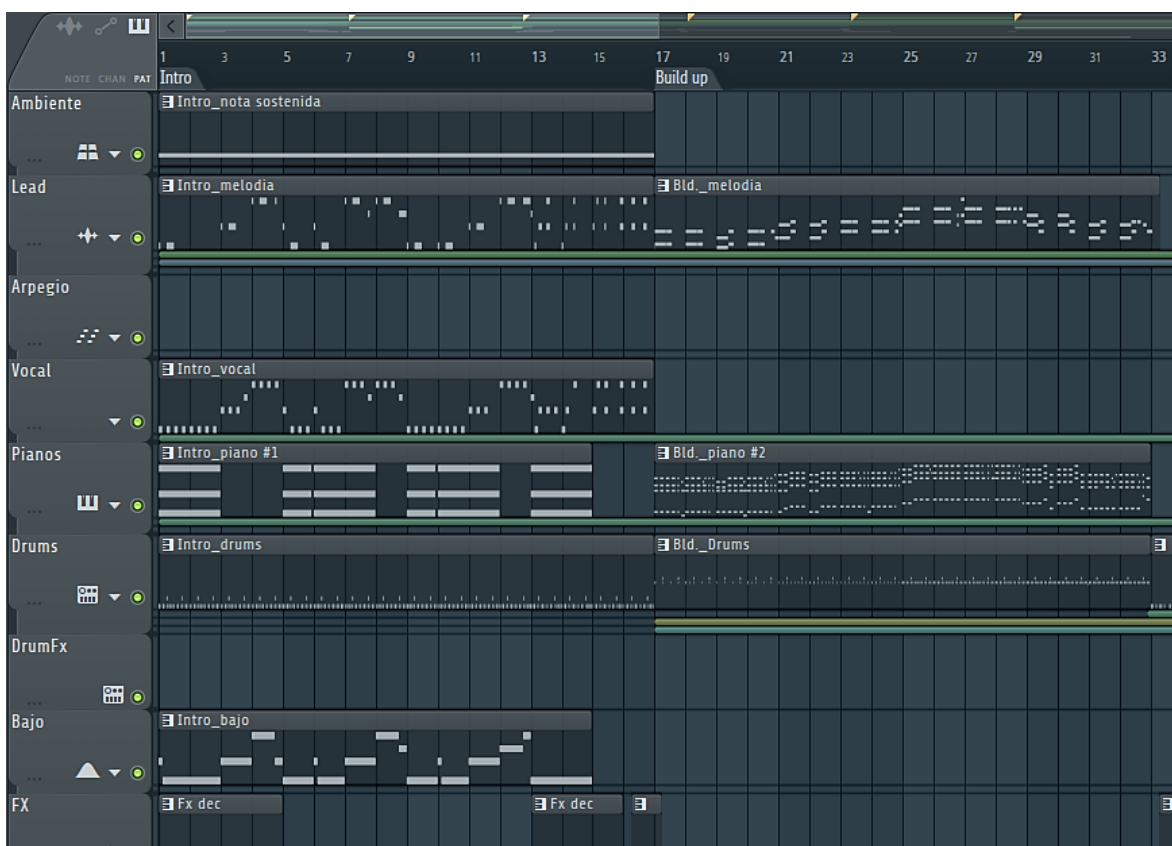 1 3 5 7 9 11 13 15 17 19 21 23 25 27 29 31 33
NOTE CHAN PAT Intro Build up
Ambiente Intro_nota sostenida
Lead Intro_melodia Bld._melodia
Arpegio
Vocal Intro_vocal
Pianos Intro_piano #1 Bld._piano #2
Drums Intro_drums Bld._Drums
DrumFx
Bajo Intro_bajo
FX Fx dec Fx dec